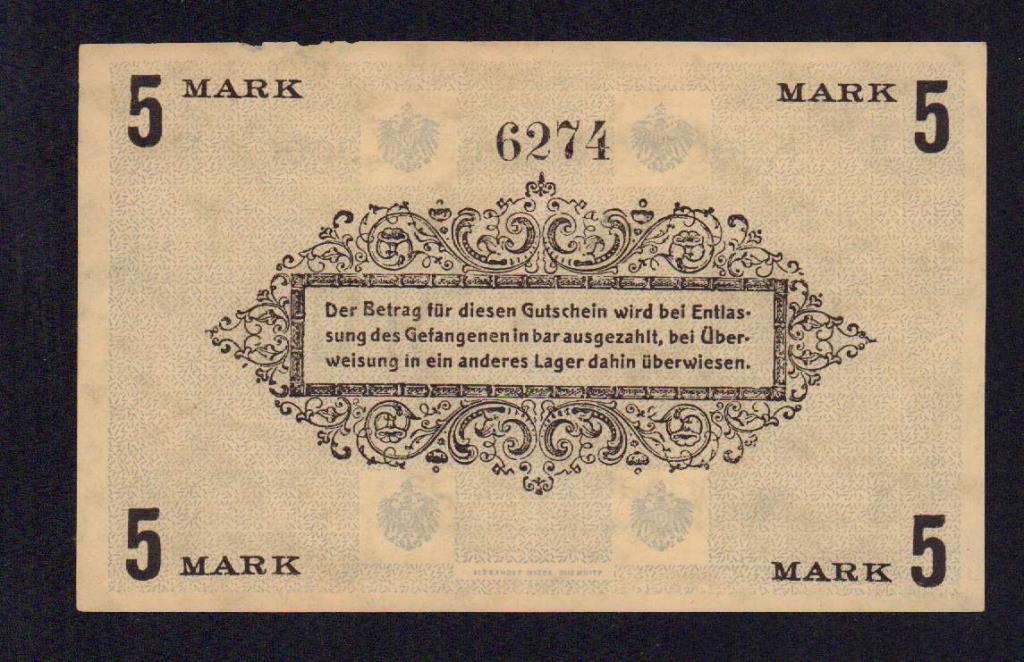 5 MARK MARK 5
6274
Der Betrag für diesen Gutschein wird bei Entlas-
sung des Gefangenen in bar ausgezahlt, bei Über-
weisung in ein anderes Lager dahin überwiesen.
5 MARK MARK 5